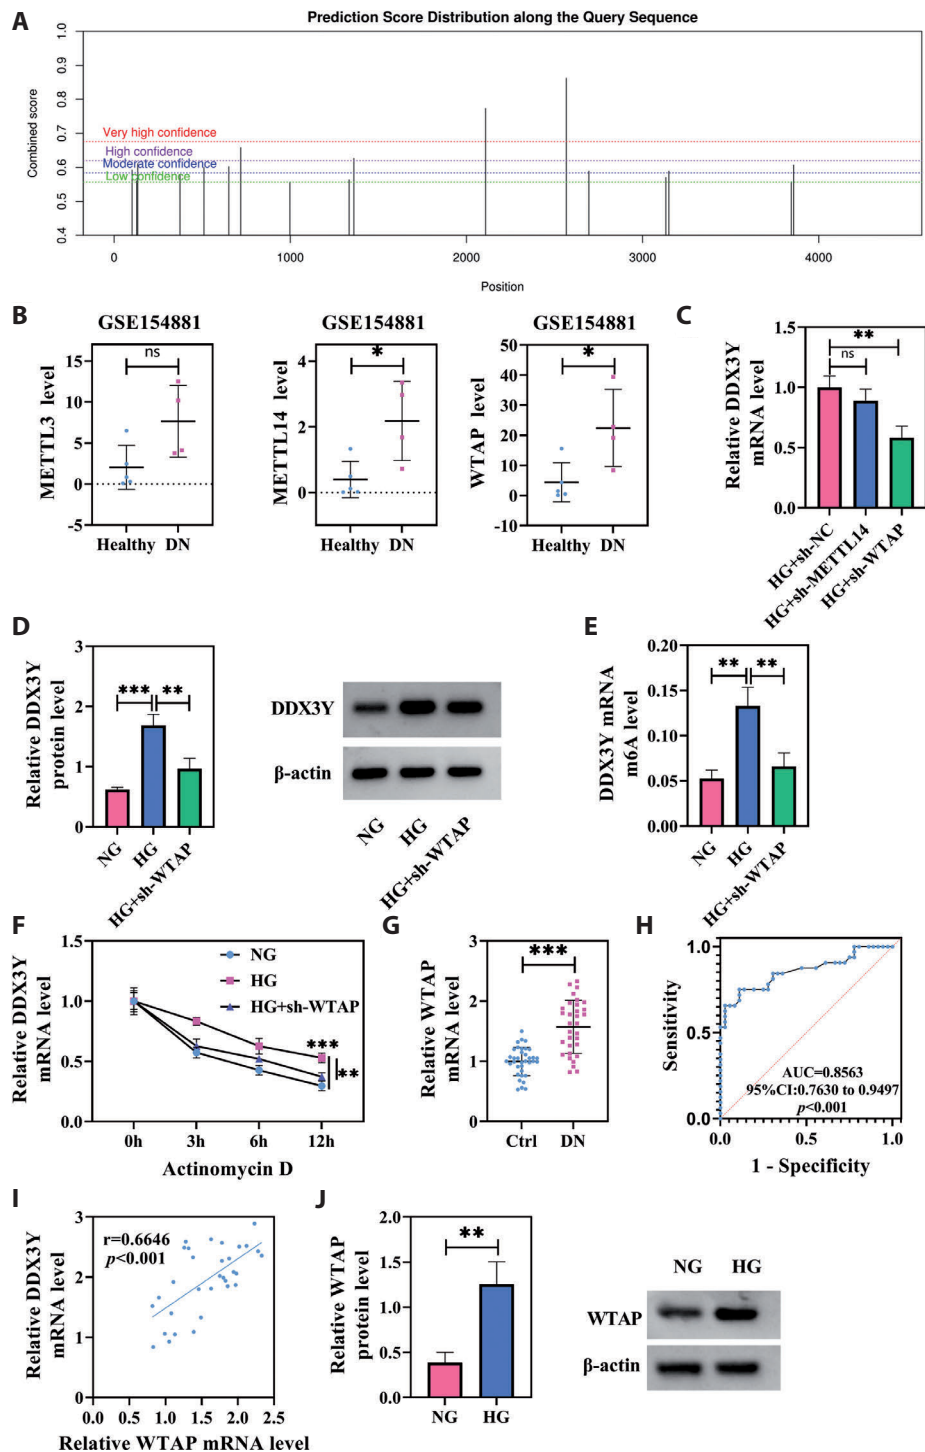 A
Prediction Score Distribution along the Query Sequence
Combined score
1.0
0.9
0.8
0.7
0.6
0.5
0.4
Very high confidence
High confidence
Moderate confidence
Low confidence
0 1000 2000 3000 4000
Position
B
GSE154881
METTL3 level
15
10
5
0
-5
ns
Healthy DN
GSE154881
METTL14 level
4
2
0
*
Healthy DN
GSE154881
WTAP level
50
40
30
20
10
0
-10
*
Healthy DN
C
Relative DDX3Y
mRNA level
1.5
1.0
0.5
0.0
**
ns
HG+sh-NC
HG+sh-METTL14
HG+sh-WTAP
D
Relative DDX3Y
protein level
3
2
1
0
*** **
NG
HG
HG+sh-WTAP
DDX3Y
β-actin
NG
HG
HG+sh-WTAP
E
DDX3Y mRNA
m6A level
0.20
0.15
0.10
0.05
0.00
** **
NG
HG
HG+sh-WTAP
F
Relative DDX3Y
mRNA level
1.5
1.0
0.5
0.0
NG
HG
HG+sh-WTAP
***
**
0h 3h 6h 12h
Actinomycin D
G
Relative WTAP
mRNA level
3
2
1
0
***
Ctrl DN
H
Sensitivity
1.0
0.5
0.0
AUC=0.8563
95%CI:0.7630 to 0.9497
p<0.001
0.0 0.5 1.0
1 - Specificity
I
Relative DDX3Y
mRNA level
3
2
1
0
r=0.6646
p<0.001
0.0 0.5 1.0 1.5 2.0 2.5
Relative WTAP mRNA level
J
Relative WTAP
protein level
2.0
1.5
1.0
0.5
0.0
**
NG HG
NG HG
WTAP
β-actin